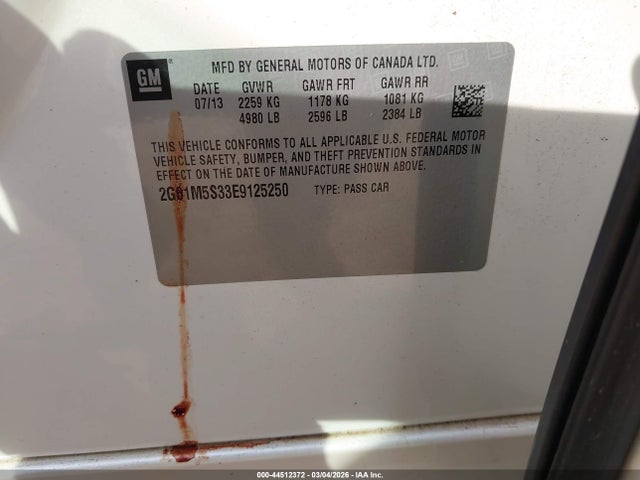 GM
MFD BY GENERAL MOTORS OF CANADA LTD.
DATE GVWR GAWR FRT GAWR RR
07/13 2259 KG 1178 KG 1081 KG
4980 LB 2596 LB 2384 LB
THIS VEHICLE CONFORMS TO ALL APPLICABLE U.S. FEDERAL MOTOR
VEHICLE SAFETY, BUMPER, AND THEFT PREVENTION STANDARDS IN
EFFECT ON THE DATE OF MANUFACTURE SHOWN ABOVE.
2G61M5S33E9125250 TYPE: PASS CAR
000-44512372 - 03/04/2026 - IAA Inc.